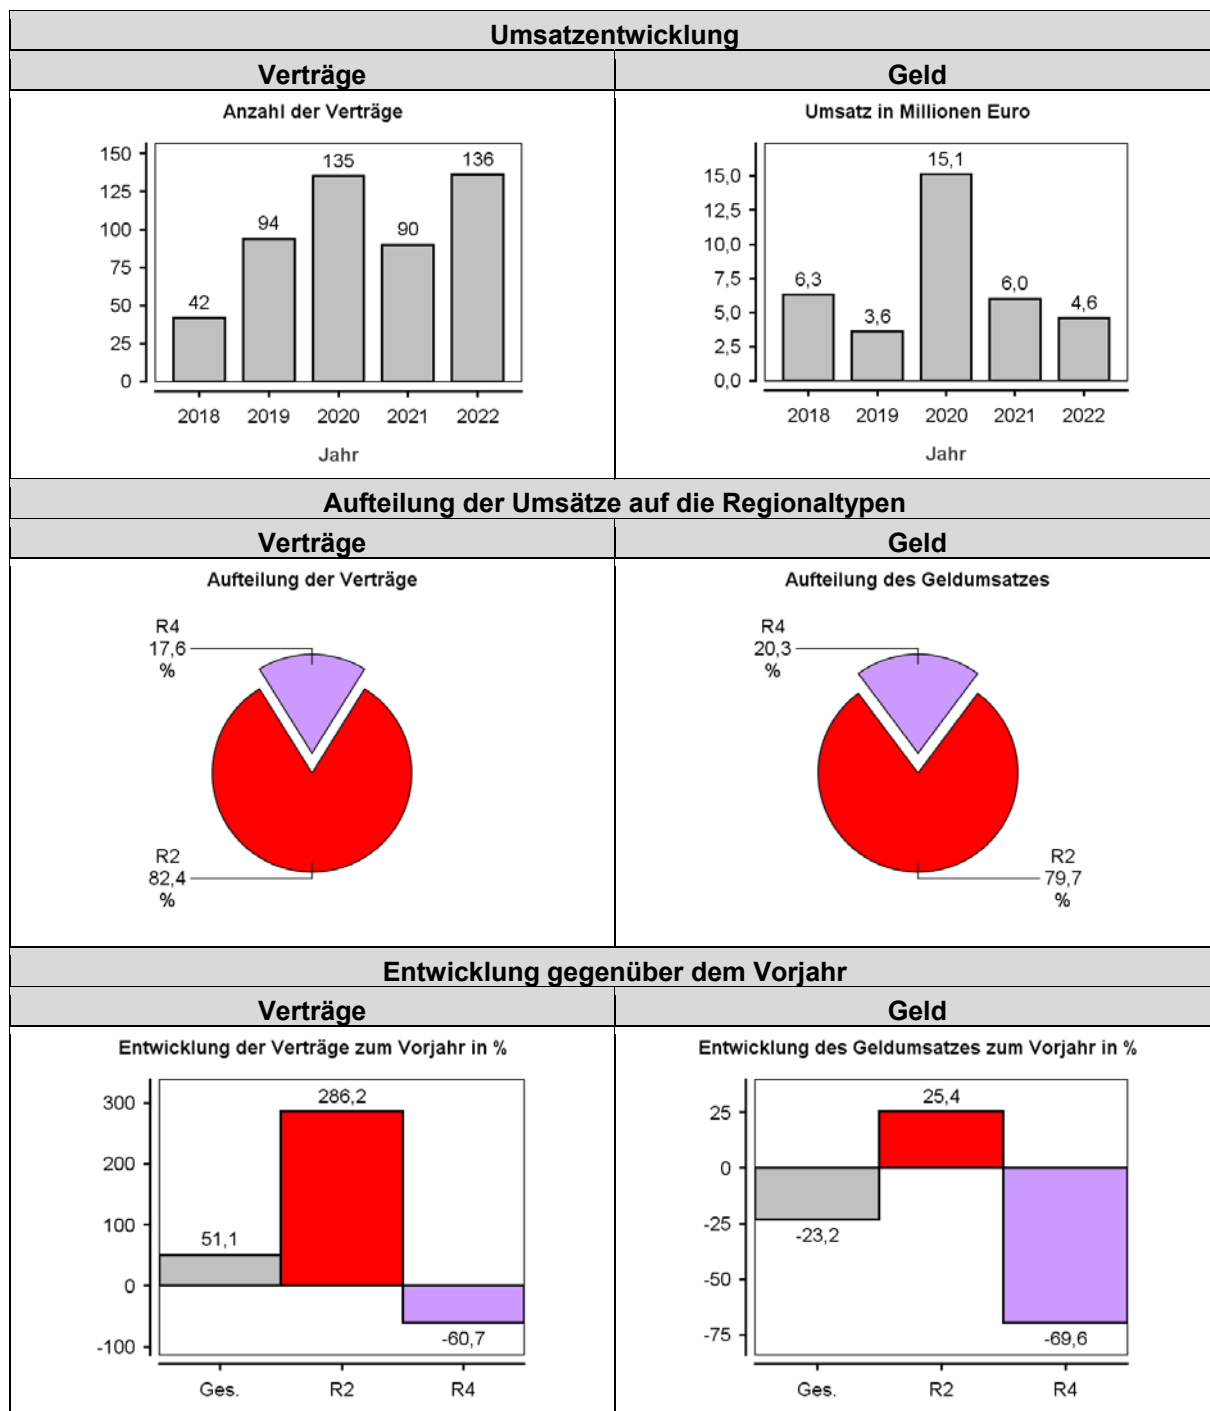 Umsatzentwicklung
Verträge
Geld
Anzahl der Verträge
150
125
100
75
50
25
0
42
94
135
90
136
2018 2019 2020 2021 2022
Jahr
Umsatz in Millionen Euro
15,0
12,5
10,0
7,5
5,0
2,5
0,0
6,3
3,6
15,1
6,0
4,6
2018 2019 2020 2021 2022
Jahr
Aufteilung der Umsätze auf die Regionaltypen
Verträge
Geld
Aufteilung der Verträge
R4
17,6
%
R2
82,4
%
Aufteilung des Geldumsatzes
R4
20,3
%
R2
79,7
%
Entwicklung gegenüber dem Vorjahr
Verträge
Geld
Entwicklung der Verträge zum Vorjahr in %
300
200
100
0
-100
51,1
286,2
-60,7
Ges. R2 R4
Entwicklung des Geldumsatzes zum Vorjahr in %
25
0
-25
-50
-75
-23,2
25,4
-69,6
Ges. R2 R4